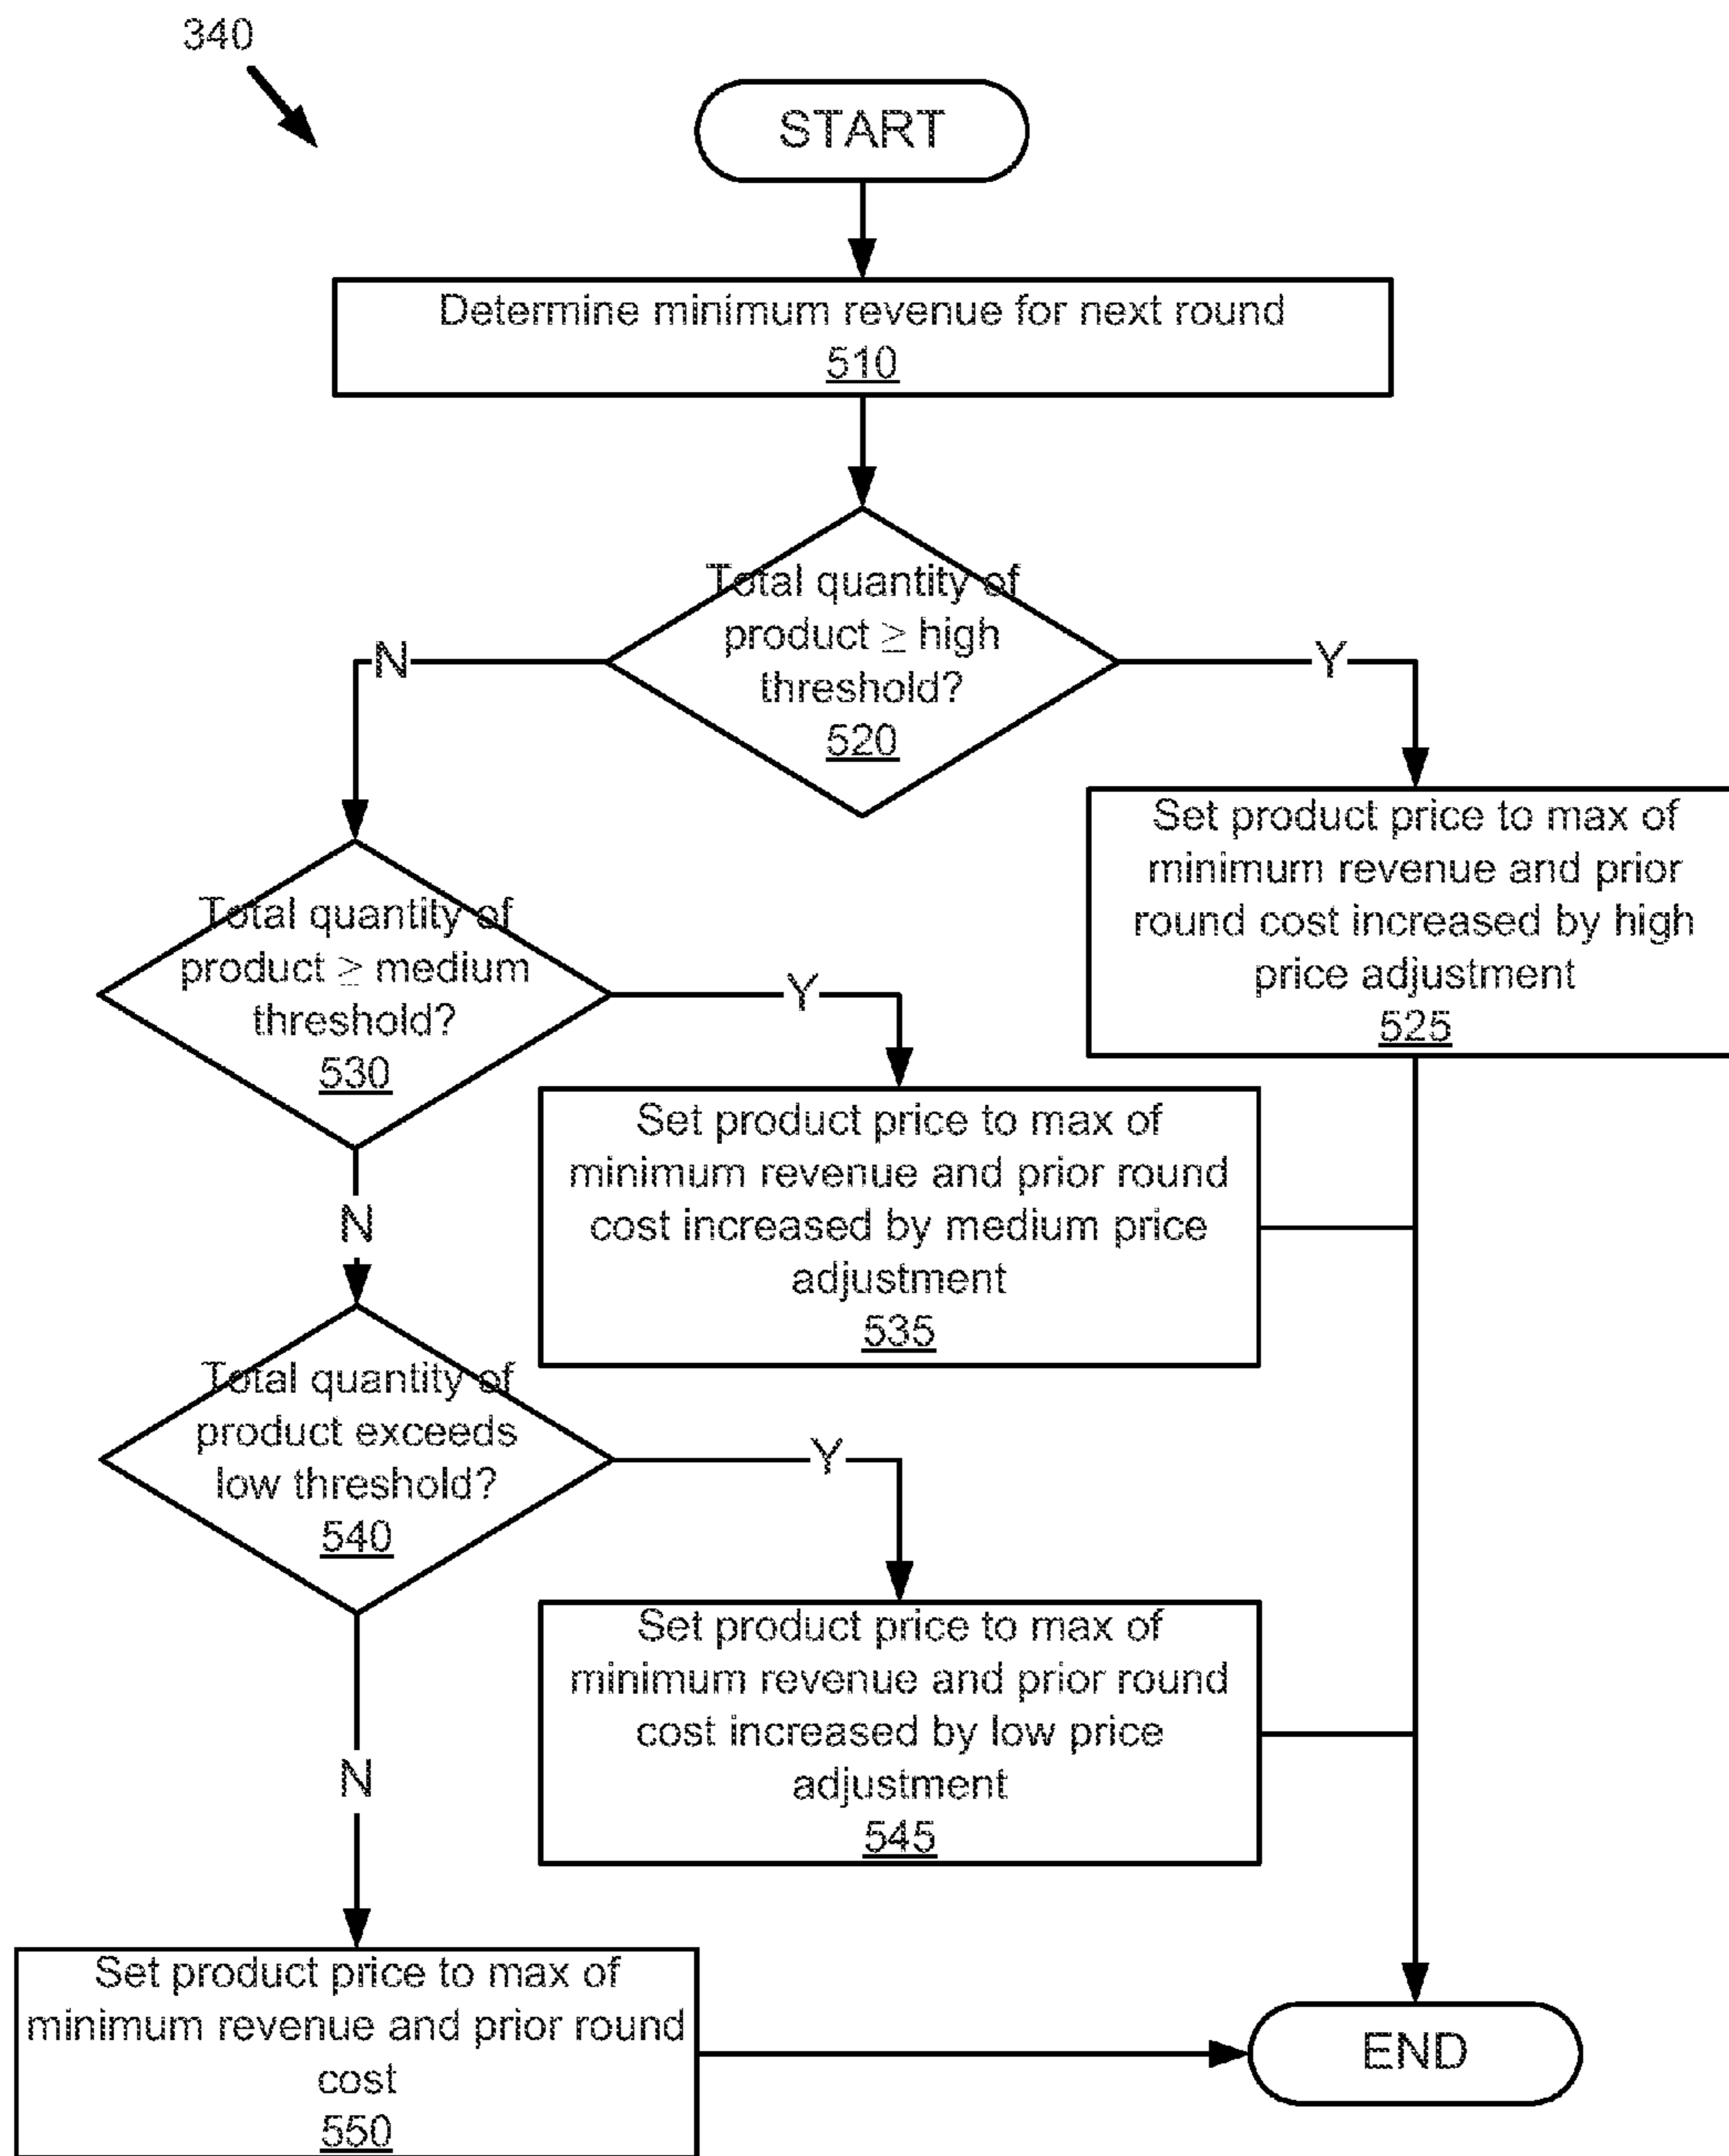 340
START
Determine minimum revenue for next round
510
Total quantity of
product ≥ high
threshold?
520
N
Y
Set product price to max of
minimum revenue and prior
round cost increased by high
price adjustment
525
Total quantity of
product ≥ medium
threshold?
530
Y
N
Set product price to max of
minimum revenue and prior round
cost increased by medium price
adjustment
535
Total quantity of
product exceeds
low threshold?
540
Y
N
Set product price to max of
minimum revenue and prior round
cost increased by low price
adjustment
545
Set product price to max of
minimum revenue and prior round
cost
550
END